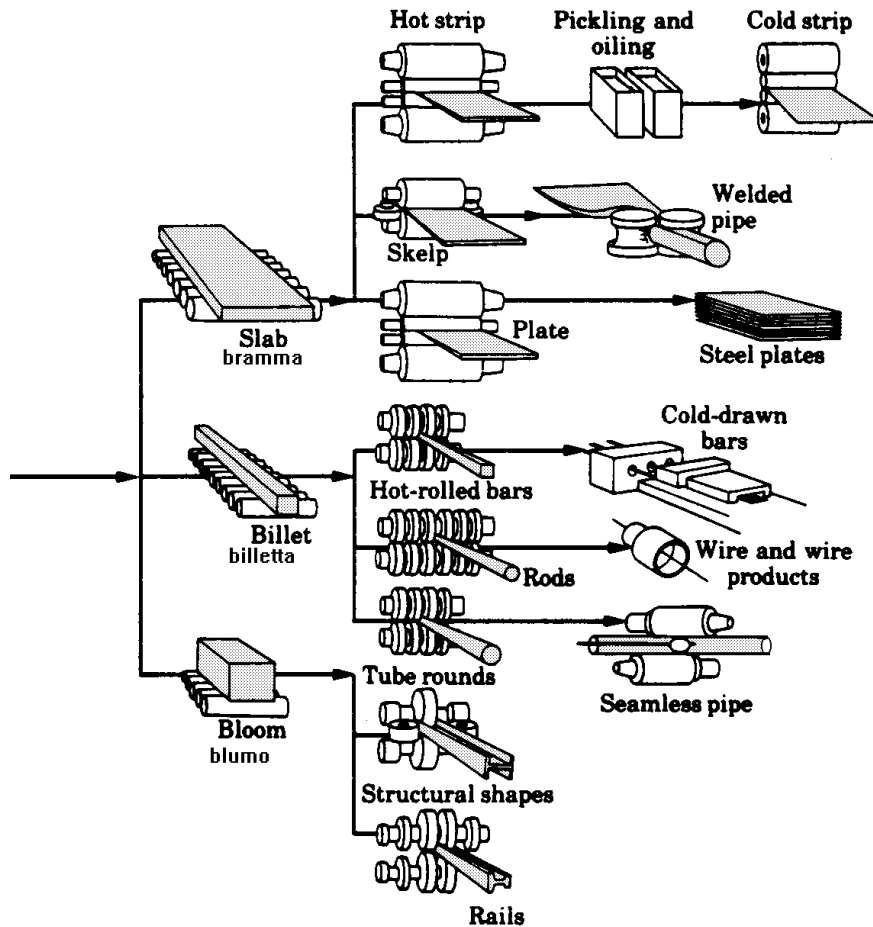 Hot strip
Pickling and
oiling
Cold strip
Skelp
Welded
pipe
Slab
bramma
Plate
Steel plates
Hot-rolled bars
Cold-drawn
bars
Billet
billetta
Rods
Wire and wire
products
Tube rounds
Seamless pipe
Bloom
blumo
Structural shapes
Rails